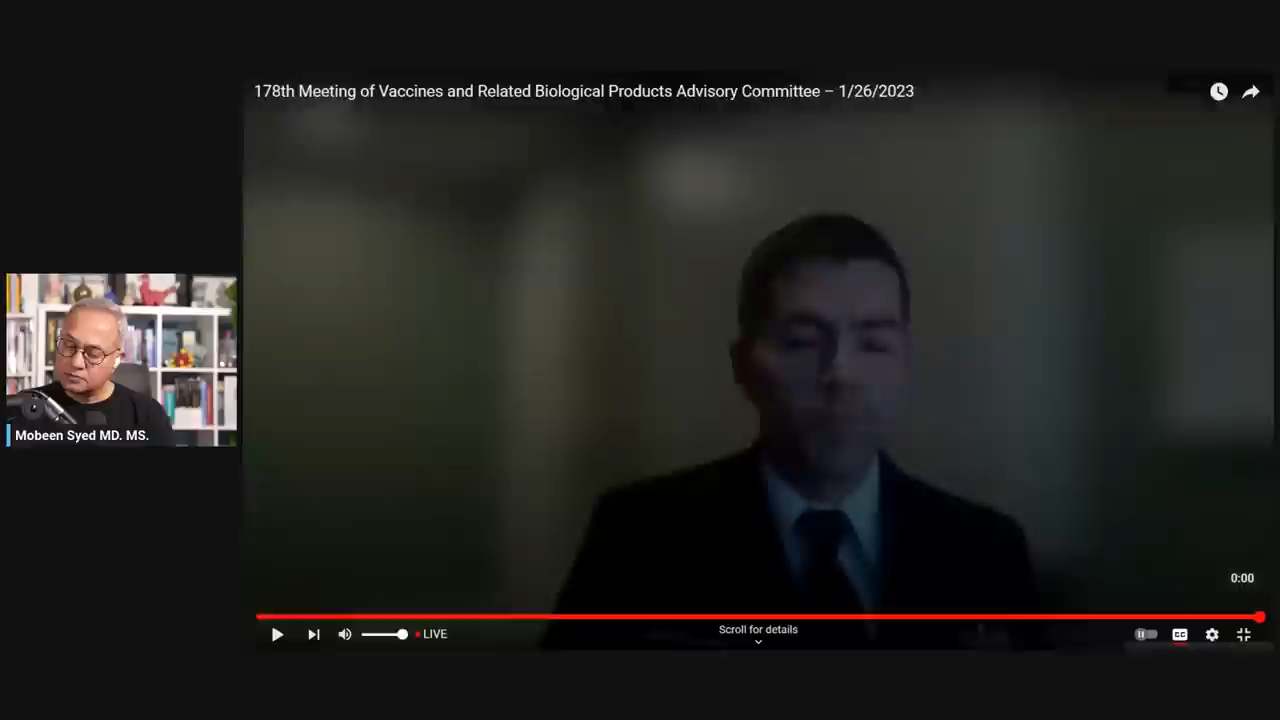 178th Meeting of Vaccines and Related Biological Products Advisory Committee – 1/26/2023
Mobeen Syed MD. MS.
0:00
LIVE
Scroll for details
CC